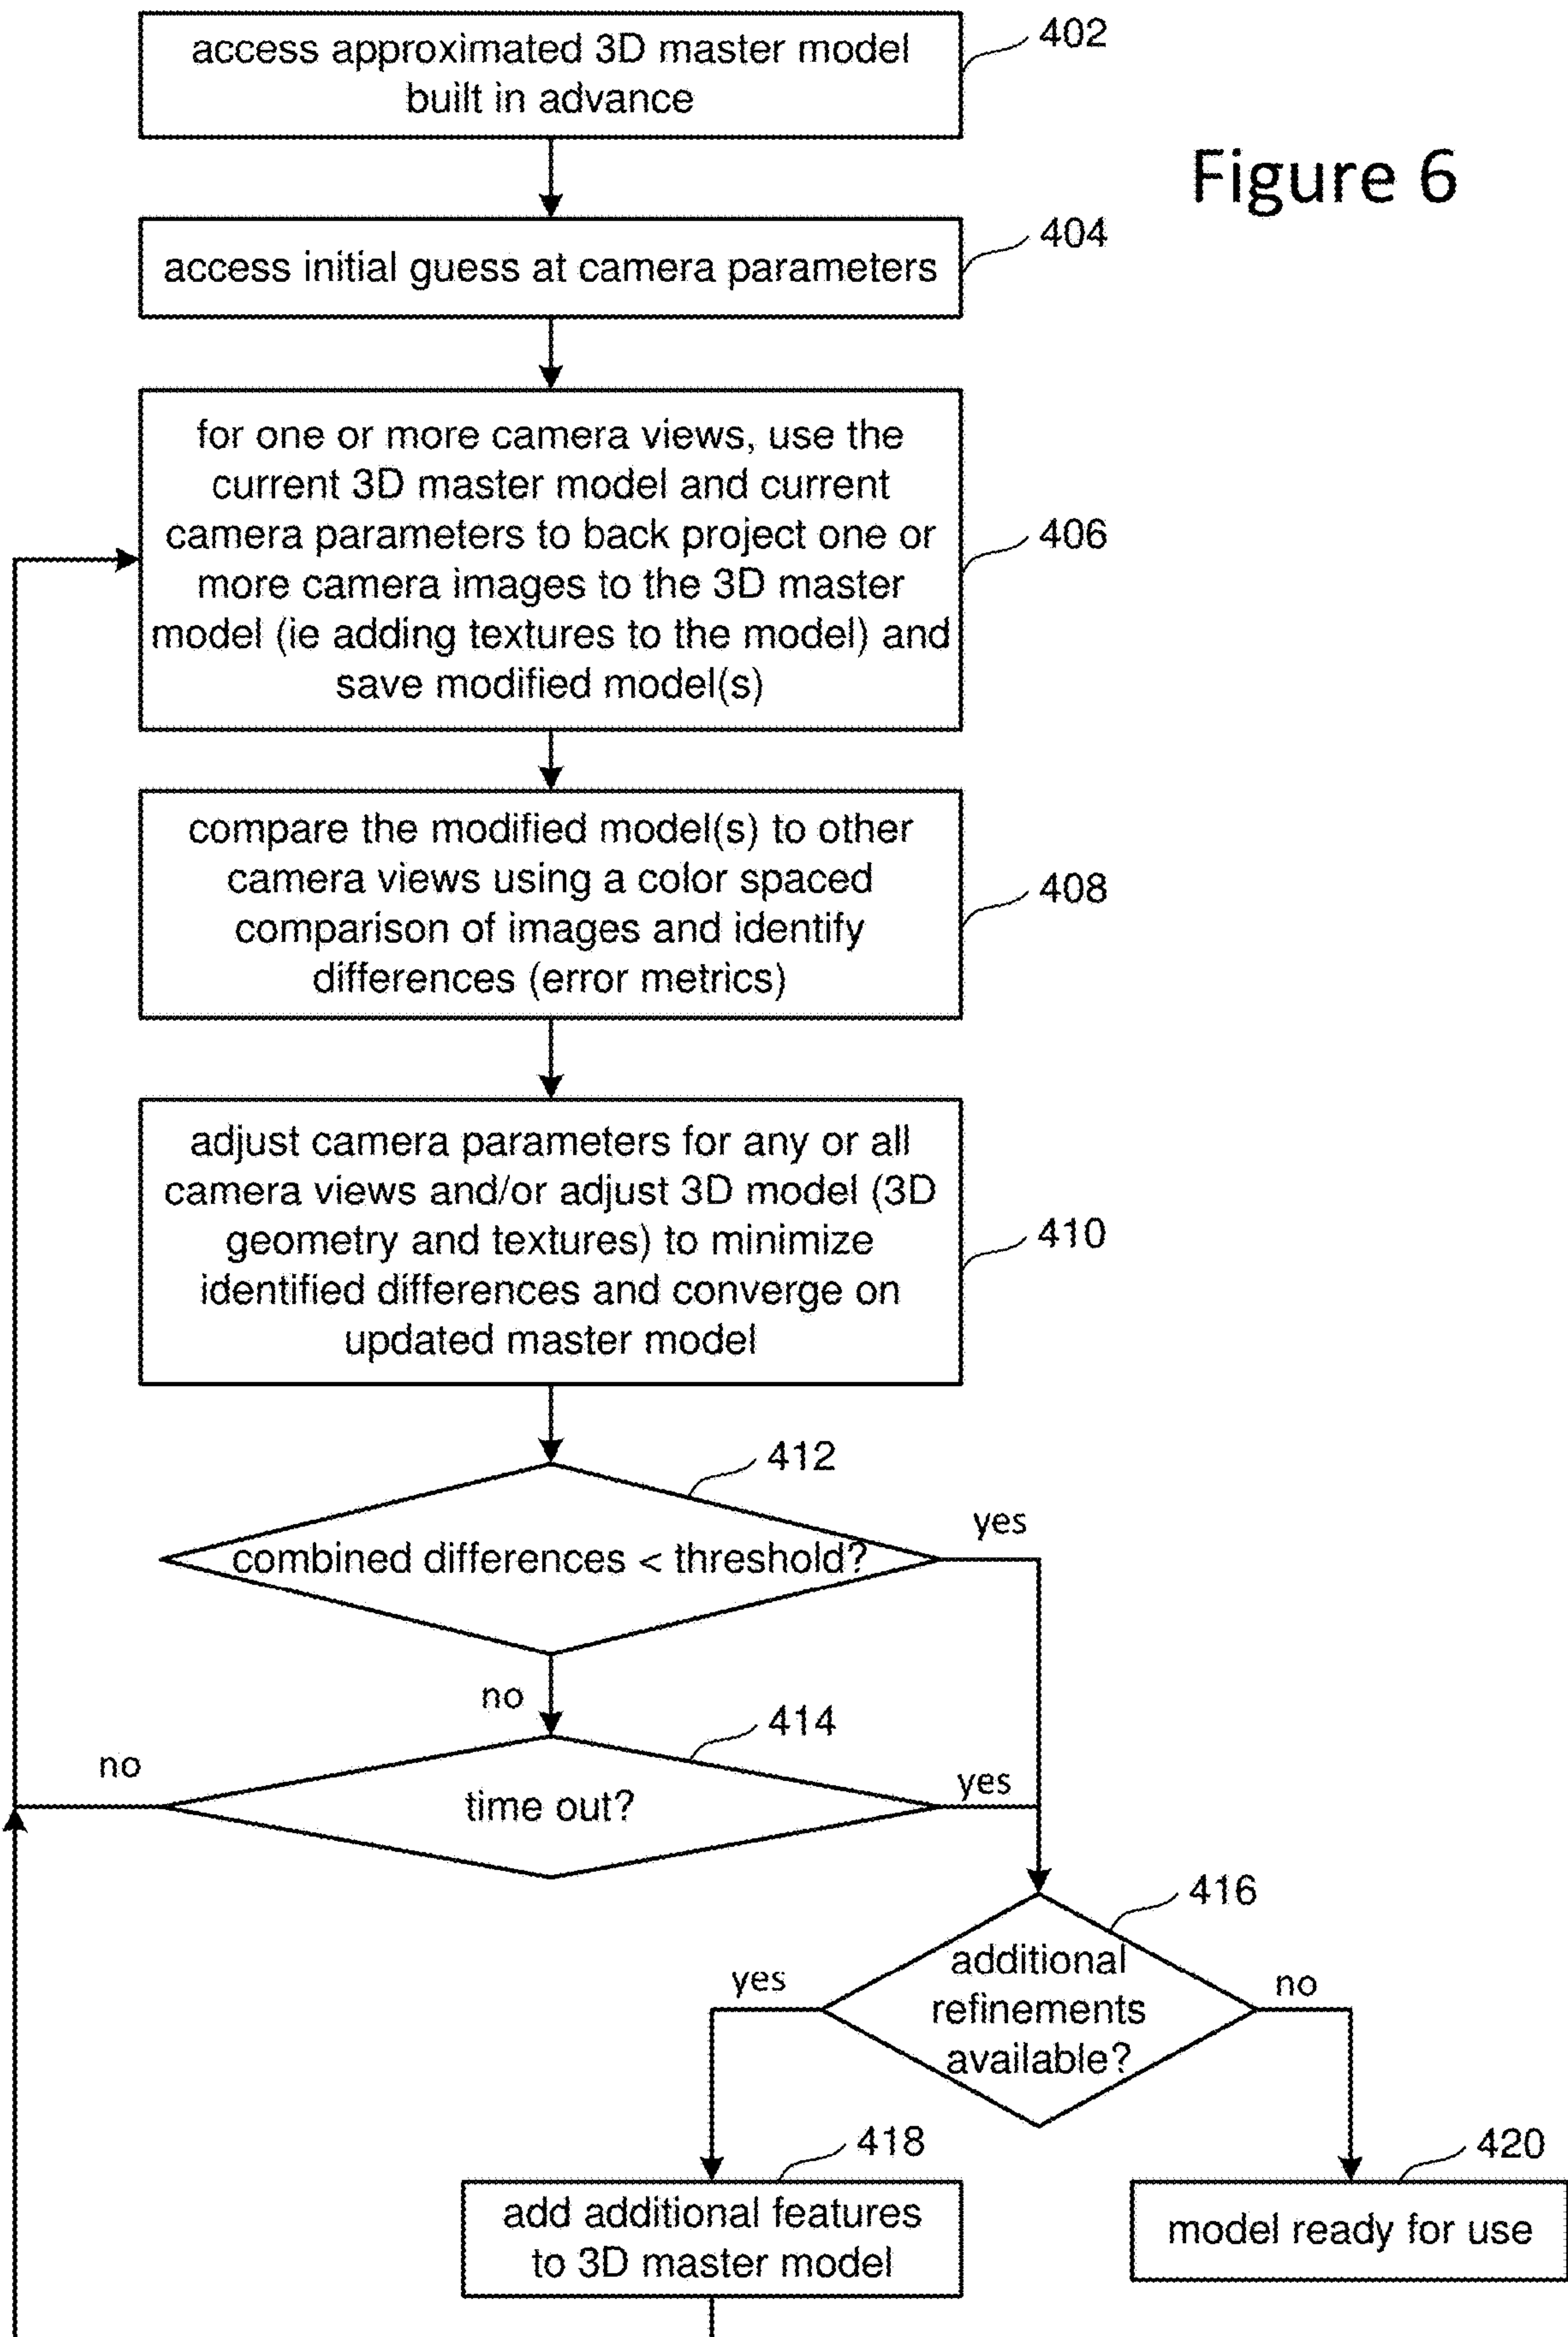 access approximated 3D master model
built in advance
402
Figure 6
access initial guess at camera parameters
404
for one or more camera views, use the
current 3D master model and current
camera parameters to back project one or
more camera images to the 3D master
model (ie adding textures to the model) and
save modified model(s)
406
compare the modified model(s) to other
camera views using a color spaced
comparison of images and identify
differences (error metrics)
408
adjust camera parameters for any or all
camera views and/or adjust 3D model (3D
geometry and textures) to minimize
identified differences and converge on
updated master model
410
412
combined differences < threshold?
yes
no
414
time out?
no
yes
416
additional
refinements
available?
yes
no
418
add additional features
to 3D master model
420
model ready for use